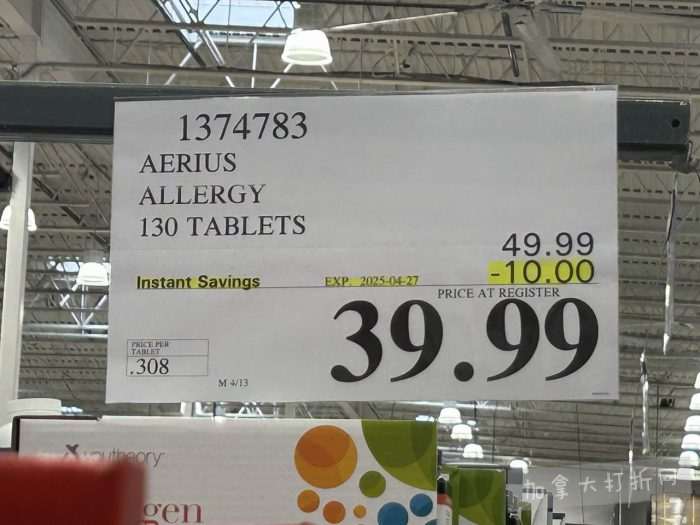 1374783
AERIUS
ALLERGY
130 TABLETS
49.99
Instant Savings EXP. 2025-04-27 -10.00
PRICE AT REGISTER
39.99
PRICE PER
TABLET
.308
M 4/13
youtheory
gen
加拿大打折网